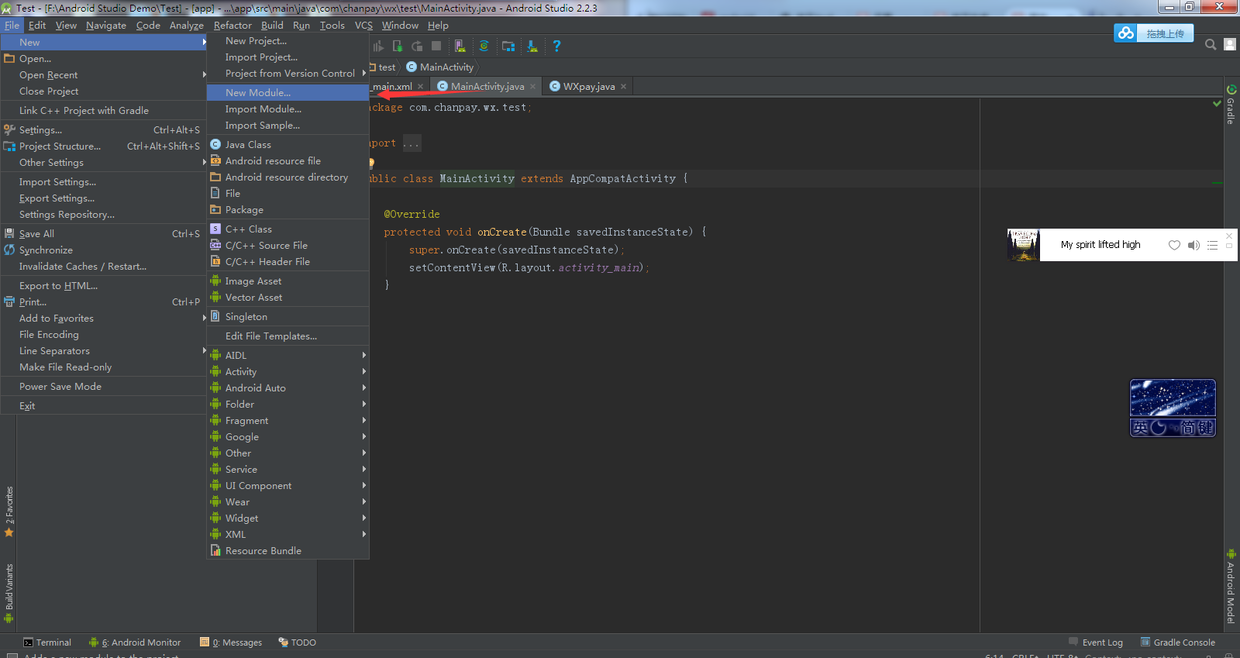 Test - [F:\Android Studio Demo\Test] - [app] - ...\app\src\main\java\com\chanpay\wx\test\MainActivity.java - Android Studio 2.2.3
File Edit View Navigate Code Analyze Refactor Build Run Tools VCS Window Help
拖拽上传
New
Open...
Open Recent
Close Project
Link C++ Project with Gradle
Settings... Ctrl+Alt+S
Project Structure... Ctrl+Alt+Shift+S
Other Settings
Import Settings...
Export Settings...
Settings Repository...
Save All Ctrl+S
Synchronize
Invalidate Caches / Restart...
Export to HTML...
Print... Ctrl+P
Add to Favorites
File Encoding
Line Separators
Make File Read-only
Power Save Mode
Exit
New Project...
Import Project...
Project from Version Control
New Module...
Import Module...
Import Sample...
Java Class
Android resource file
Android resource directory
File
Package
C++ Class
C/C++ Source File
C/C++ Header File
Image Asset
Vector Asset
Singleton
Edit File Templates...
AIDL
Activity
Android Auto
Folder
Fragment
Google
Other
Service
UI Component
Wear
Widget
XML
Resource Bundle
test MainActivity
_main.xml MainActivity.java WXpay.java
ackage com.chanpay.wx.test;
port ...
blic class MainActivity extends AppCompatActivity {
@Override
protected void onCreate(Bundle savedInstanceState) {
super.onCreate(savedInstanceState);
setContentView(R.layout.activity_main);
}
My spirit lifted high
英 简 键
Gradle
Android Model
2: Favorites
Build Variants
Terminal 6: Android Monitor 0: Messages TODO
Event Log Gradle Console